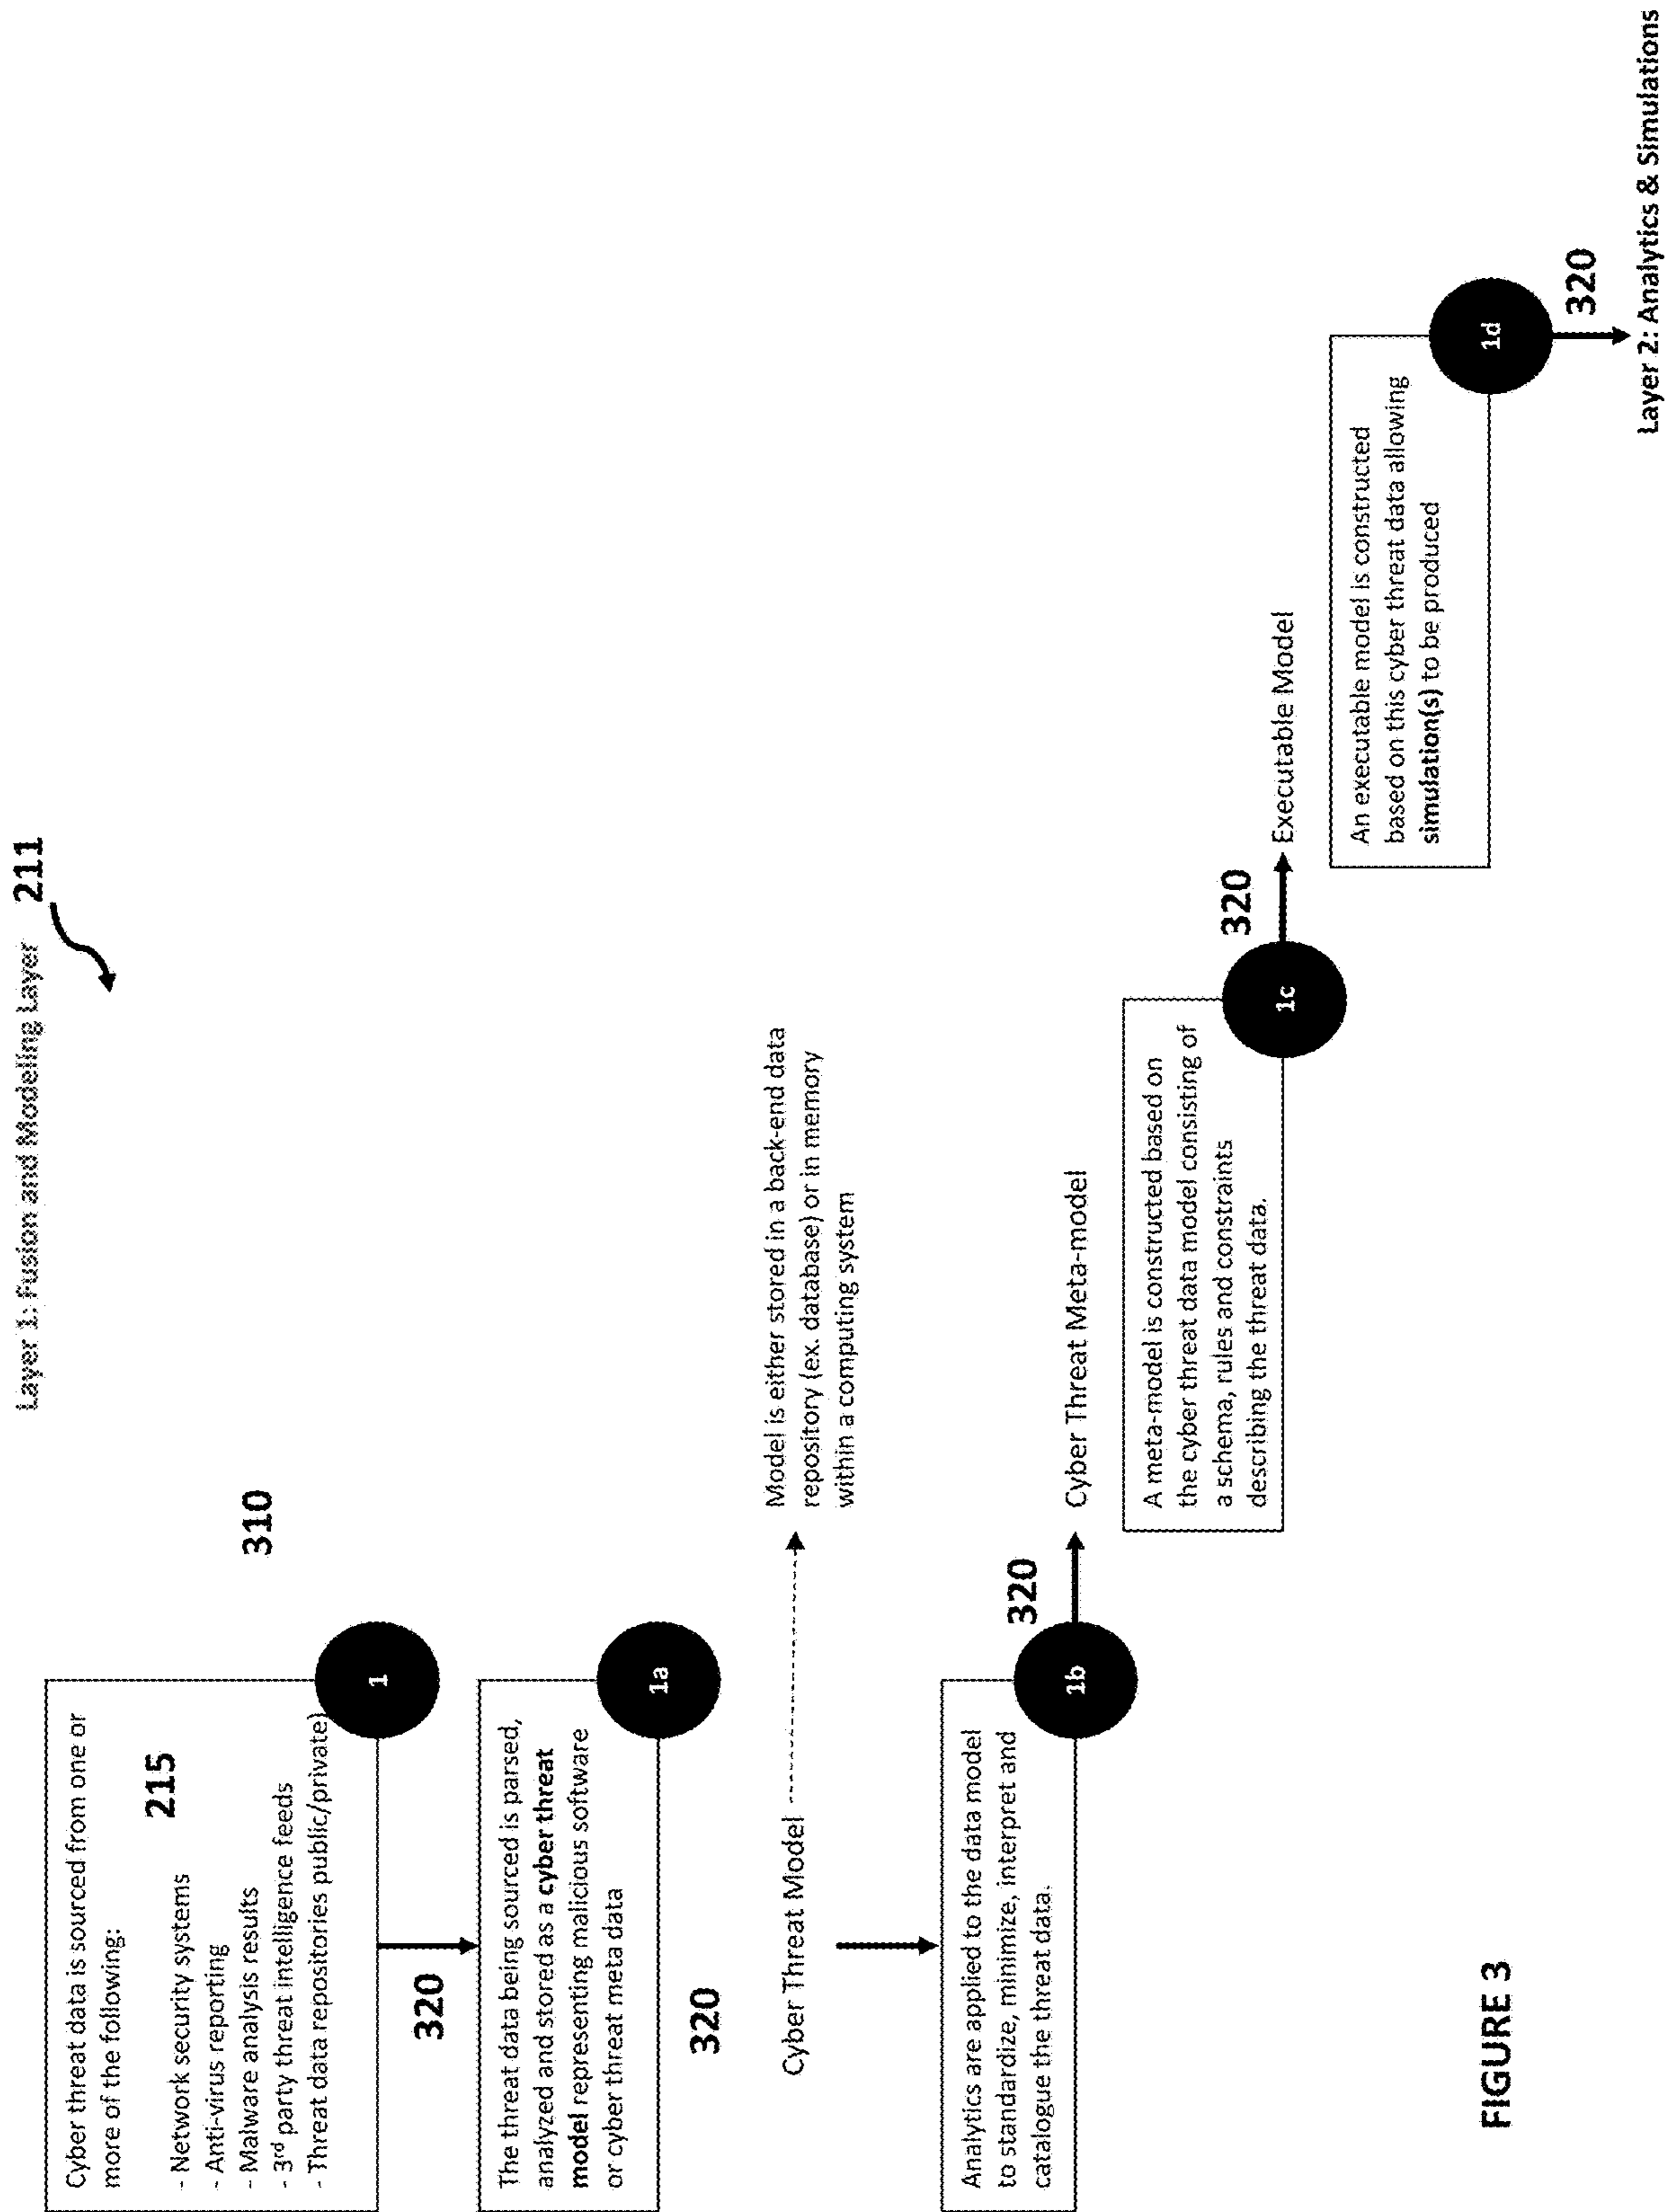 Layer 1: Fusion and Modeling Layer
211
Cyber threat data is sourced from one or
more of the following:
215
- Network security systems
- Anti-virus reporting
- Malware analysis results
- 3rd party threat intelligence feeds
- Threat data repositories public/private)
1
310
320
The threat data being sourced is parsed,
analyzed and stored as a cyber threat
model representing malicious software
or cyber threat meta data
1a
320
Cyber Threat Model
Model is either stored in a back-end data
repository (ex. database) or in memory
within a computing system
Analytics are applied to the data model
to standardize, minimize, interpret and
catalogue the threat data.
1b
320
Cyber Threat Meta-model
A meta-model is constructed based on
the cyber threat data model consisting of
a schema, rules and constraints
describing the threat data.
1c
320
Executable Model
An executable model is constructed
based on this cyber threat data allowing
simulation(s) to be produced
1d
320
Layer 2: Analytics & Simulations
FIGURE 3